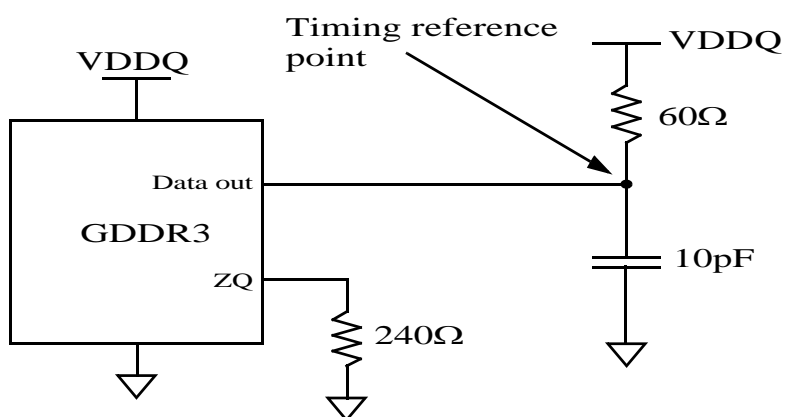 Timing reference
point
VDDQ
VDDQ
60Ω
Data out
GDDR3
ZQ
10pF
240Ω